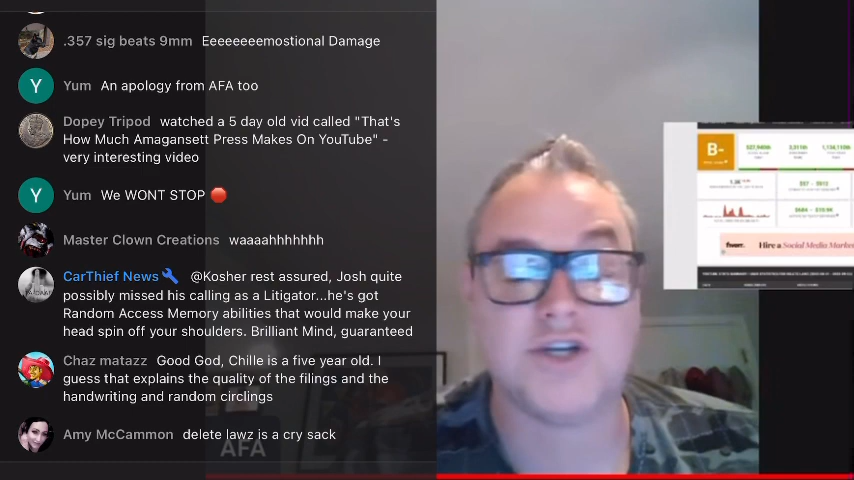 .357 sig beats 9mm Eeeeeeemostional Damage
Y Yum An apology from AFA too
Dopey Tripod watched a 5 day old vid called "That's
How Much Amagansett Press Makes On YouTube" -
very interesting video
Y Yum We WONT STOP
Master Clown Creations waaaahhhhhhh
CarThief News @Kosher rest assured, Josh quite
possibly missed his calling as a Litigator...he's got
Random Access Memory abilities that would make your
head spin off your shoulders. Brilliant Mind, guaranteed
Chaz matazz Good God, Chille is a five year old. I
guess that explains the quality of the filings and the
handwriting and random circlings
Amy McCammon delete lawz is a cry sack
AFA
B-
fiverr. Hire a Social Media Marke